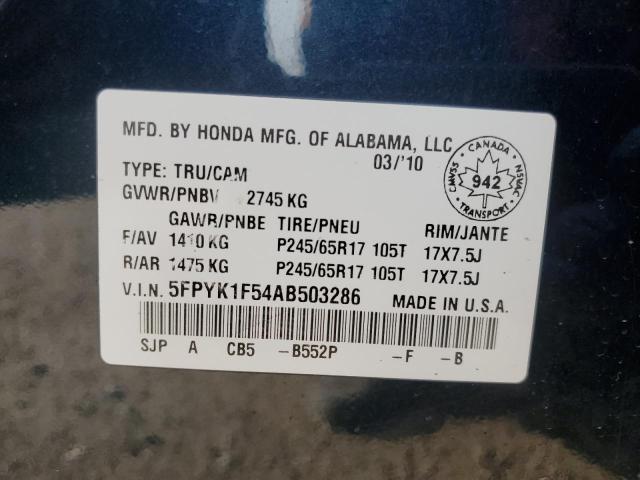 MFD. BY HONDA MFG. OF ALABAMA, LLC
03/'10
CANADA
CMVSS
942
NSVAC
TRANSPORT
TYPE: TRU/CAM
GVWR/PNBV 2745 KG
GAWR/PNBE TIRE/PNEU RIM/JANTE
F/AV 1410 KG P245/65R17 105T 17X7.5J
R/AR 1475 KG P245/65R17 105T 17X7.5J
V.I.N. 5FPYK1F54AB503286 MADE IN U.S.A.
SJP A CB5 -B552P -F -B